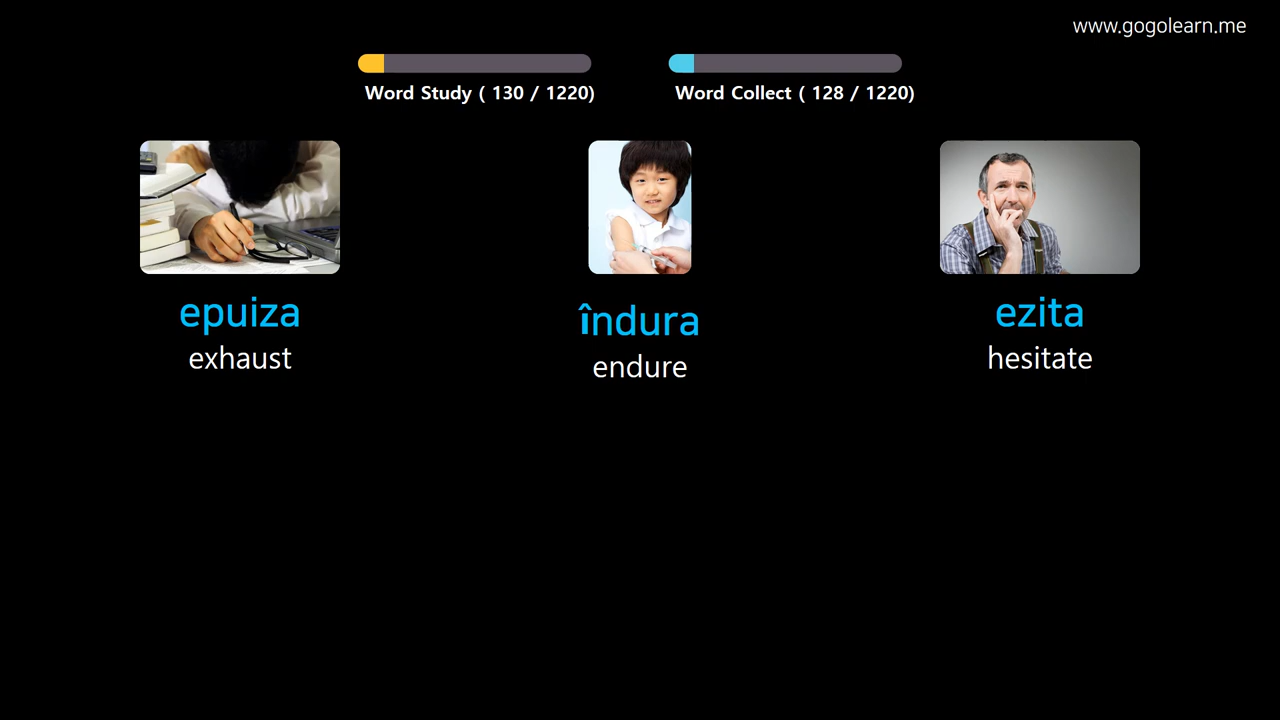 www.gogolearn.me
Word Study ( 130 / 1220)
Word Collect ( 128 / 1220)
epuiza
exhaust
îndura
endure
ezita
hesitate